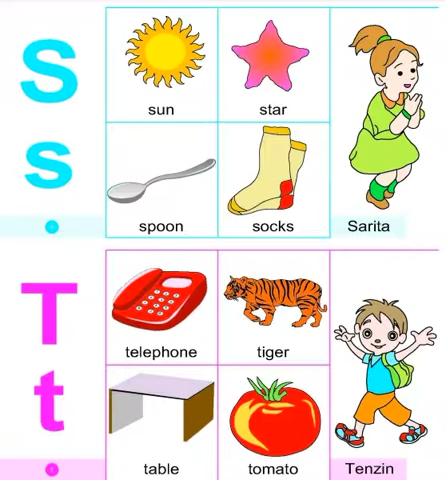 S
s
sun
star
spoon
socks
Sarita
T
t
telephone
tiger
table
tomato
Tenzin